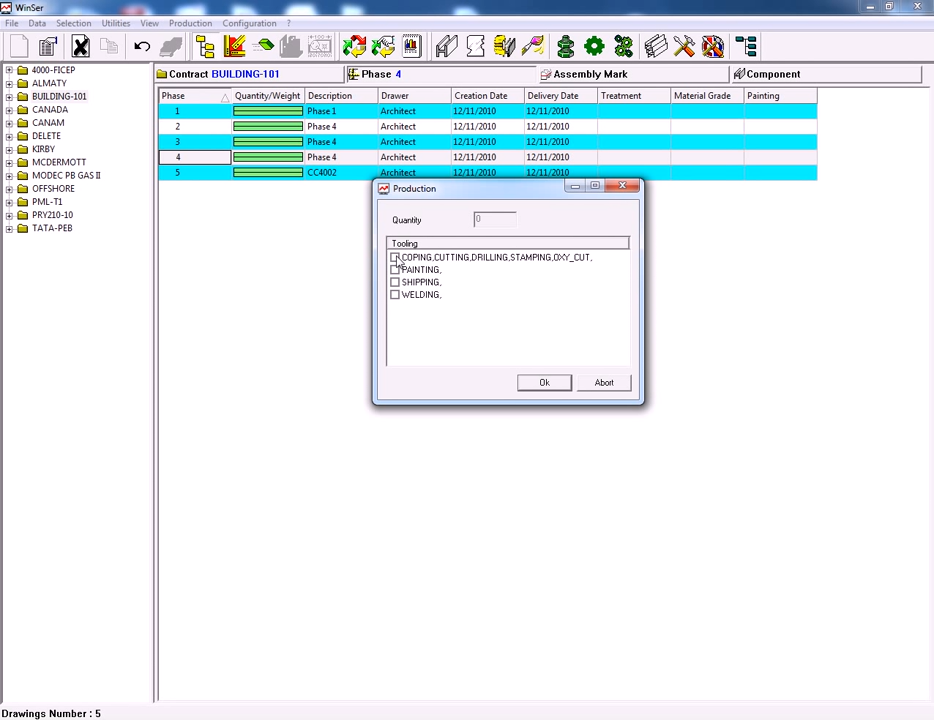 WinSer
File Data Selection Utilities View Production Configuration ?
Contract BUILDING-101 Phase 4 Assembly Mark Component
Phase Quantity/Weight Description Drawer Creation Date Delivery Date Treatment Material Grade Painting
1 Phase 1 Architect 12/11/2010 12/11/2010
2 Phase 4 Architect 12/11/2010 12/11/2010
3 Phase 4 Architect 12/11/2010 12/11/2010
4 Phase 4 Architect 12/11/2010 12/11/2010
5 CC4002 Architect 12/11/2010 12/11/2010
4000-FICEP
ALMATY
BUILDING-101
CANADA
CANAM
DELETE
KIRBY
MCDERMOTT
MODEC PB GAS II
OFFSHORE
PML-T1
PRY210-10
TATA-PEB
Production
Quantity 0
Tooling
COPING,CUTTING,DRILLING,STAMPING,OXY_CUT,
PAINTING,
SHIPPING,
WELDING,
Ok Abort
Drawings Number : 5